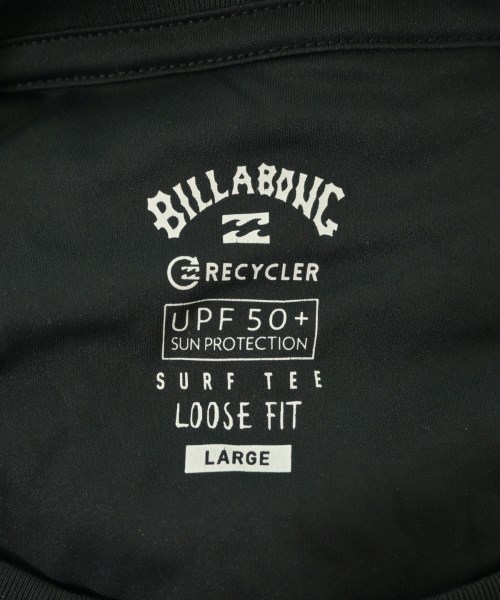 BILLABONG
RECYCLER
UPF 50+
SUN PROTECTION
SURF TEE
LOOSE FIT
LARGE